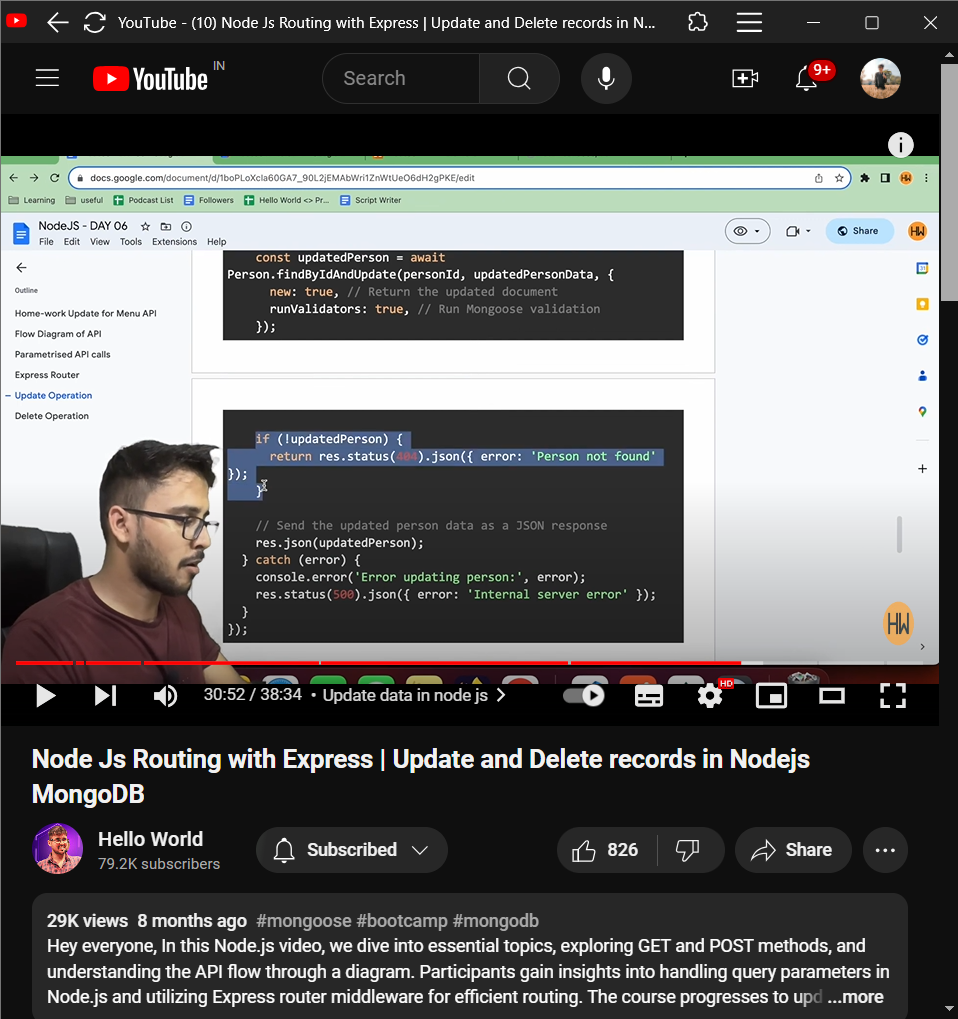 YouTube - (10) Node Js Routing with Express | Update and Delete records in N...
YouTube IN
Search
9+
docs.google.com/document/d/1boPLoXcla60GA7_90L2jEMAbWri1ZnWtUeO6dH2gPKE/edit
HW
Learning
useful
Podcast List
Followers
Hello World <> Pr...
Script Writer
NodeJS - DAY 06
File Edit View Tools Extensions Help
Share
HW
Outline
Home-work Update for Menu API
Flow Diagram of API
Parametrised API calls
Express Router
Update Operation
Delete Operation
const updatedPerson = await
Person.findByIdAndUpdate(personId, updatedPersonData, {
new: true, // Return the updated document
runValidators: true, // Run Mongoose validation
});
if (!updatedPerson) {
return res.status(404).json({ error: 'Person not found'
});
}
// Send the updated person data as a JSON response
res.json(updatedPerson);
} catch (error) {
console.error('Error updating person:', error);
res.status(500).json({ error: 'Internal server error' });
}
});
HW
30:52 / 38:34 • Update data in node js
HD
Node Js Routing with Express | Update and Delete records in Nodejs
MongoDB
Hello World
79.2K subscribers
Subscribed
826
Share
29K views 8 months ago #mongoose #bootcamp #mongodb
Hey everyone, In this Node.js video, we dive into essential topics, exploring GET and POST methods, and
understanding the API flow through a diagram. Participants gain insights into handling query parameters in
Node.js and utilizing Express router middleware for efficient routing. The course progresses to upd ...more